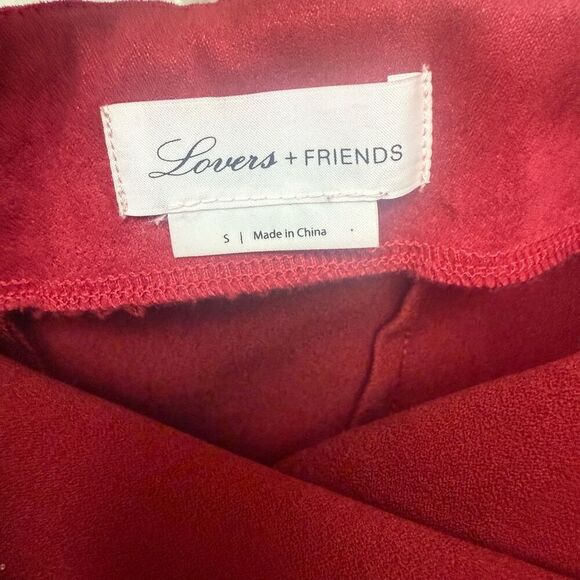 Lovers + FRIENDS
S | Made in China